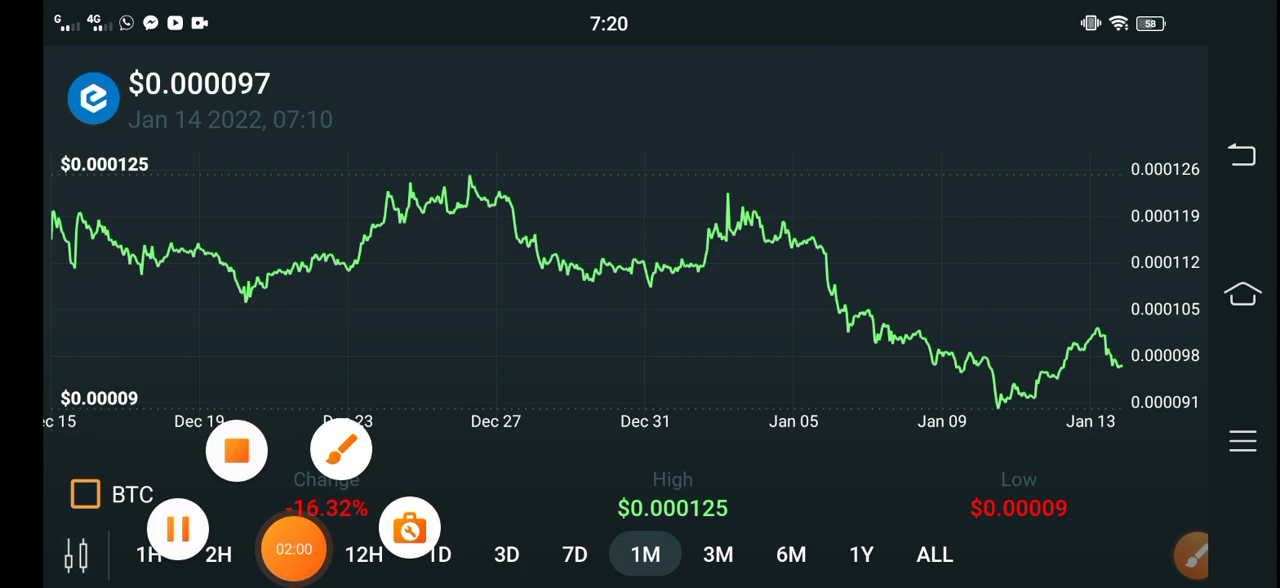 G 4G 7:20 58
$0.000097
Jan 14 2022, 07:10
$0.000125
0.000126
0.000119
0.000112
0.000105
0.000098
$0.00009
0.000091
c 15 Dec 19 23 Dec 27 Dec 31 Jan 05 Jan 09 Jan 13
Change High Low
BTC -16.32% $0.000125 $0.00009
1H 2H 02:00 12H 1D 3D 7D 1M 3M 6M 1Y ALL